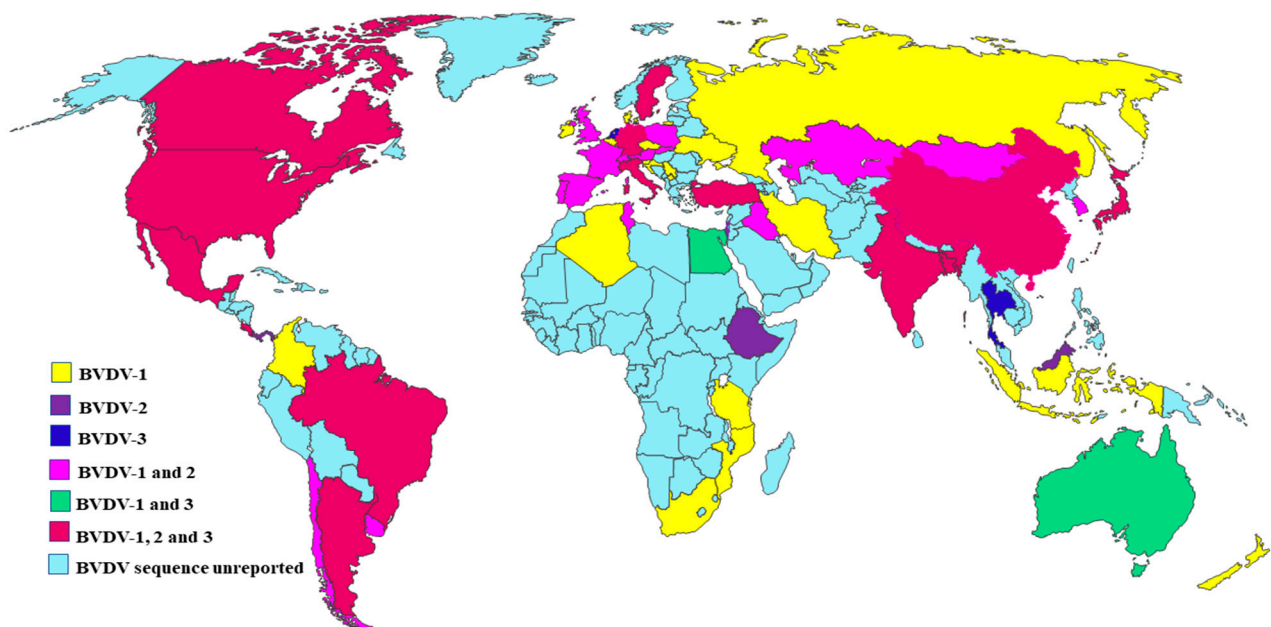 BVDV-1
BVDV-2
BVDV-3
BVDV-1 and 2
BVDV-1 and 3
BVDV-1, 2 and 3
BVDV sequence unreported